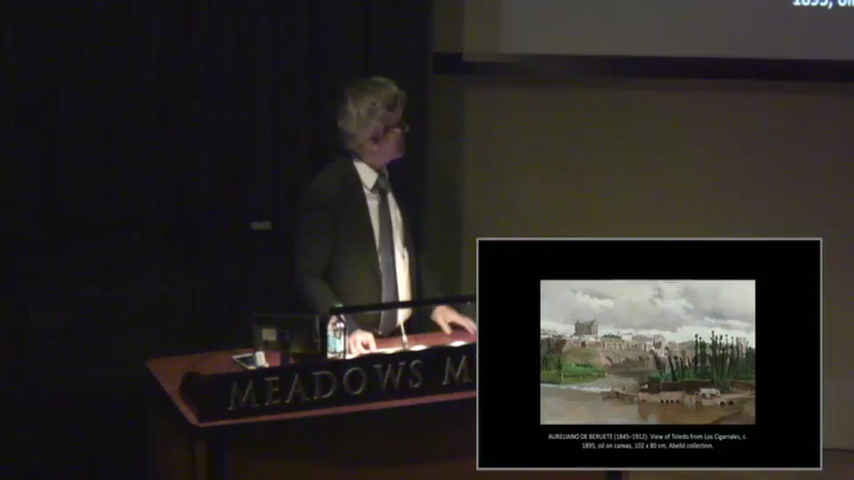 1895, oil
MEADOWS M
AURELIANO DE BERUETE (1845–1912): View of Toledo from Los Cigarrales, c.
1895, oil on canvas, 102 x 80 cm, Abelló collection.